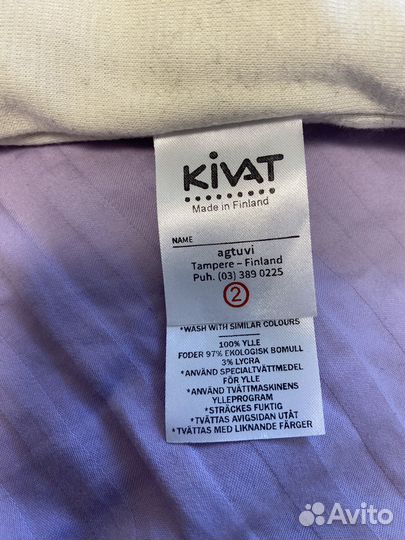 KiVAT
Made in Finland
NAME
agtuvi
Tampere – Finland
Puh. (03) 389 0225
2
*WASH WITH SIMILAR COLOURS
100% YLLE
FODER 97% EKOLOGISK BOMULL
3% LYCRA
*ANVÄND SPECIALTVÄTTMEDEL
FÖR YLLE
*ANVÄND TVÄTTMASKINENS
YLLEPROGRAM
*STRÄCKES FUKTIG
*TVÄTTAS AVIGSIDAN UTÅT
*TVÄTTAS MED LIKNANDE FÄRGER
Avito